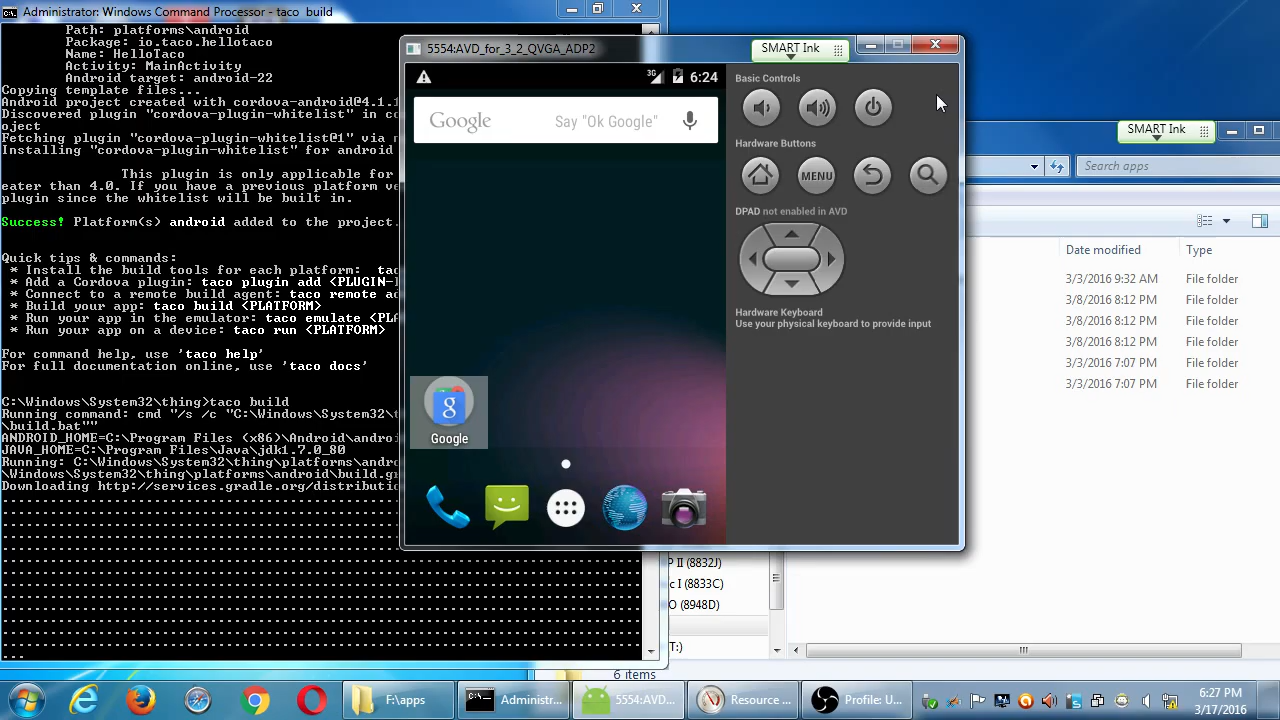 Administrator: Windows Command Processor - taco build
Path: platforms\android
Package: io.taco.hellotaco
Name: HelloTaco
Activity: MainActivity
Android target: android-22
Copying template files...
Android project created with cordova-android@4.1.1
Discovered plugin "cordova-plugin-whitelist" in
oject
Fetching plugin "cordova-plugin-whitelist@1" via
Installing "cordova-plugin-whitelist" for android
This plugin is only applicable for
eater than 4.0. If you have a previous platform
plugin since the whitelist will be built in.
Success! Platform(s) android added to the project.
Quick tips & commands:
* Install the build tools for each platform:
* Add a Cordova plugin: taco plugin add <PLUGIN-
* Connect to a remote build agent: taco remote
* Build your app: taco build <PLATFORM>
* Run your app in the emulator: taco emulate <PLA
* Run your app on a device: taco run <PLATFORM>
For command help, use 'taco help'
For full documentation online, use 'taco docs'
C:\Windows\System32\thing>taco build
Running command: cmd "/s /c "C:\Windows\System32\
\build.bat""
ANDROID_HOME=C:\Program Files (x86)\Android\andro
JAVA_HOME=C:\Program Files\Java\jdk1.7.0_80
Running: C:\Windows\System32\thing\platforms\andr
\Windows\System32\thing\platforms\android\build.g
Downloading http://services.gradle.org/distributi
5554:AVD_for_3_2_QVGA_ADP2
SMART Ink
3G 6:24
Google Say "Ok Google"
Google
Basic Controls
Hardware Buttons
MENU
DPAD not enabled in AVD
Hardware Keyboard
Use your physical keyboard to provide input
SMART Ink
Search apps
Date modified Type
3/3/2016 9:32 AM File folder
3/8/2016 8:12 PM File folder
3/8/2016 8:12 PM File folder
3/8/2016 8:12 PM File folder
3/3/2016 7:07 PM File folder
3/3/2016 7:07 PM File folder
P II (8832J)
c I (8833C)
O (8948D)
T:)
6 items
F:\apps
Administr...
5554:AVD...
Resource ...
Profile: U...
6:27 PM
3/17/2016